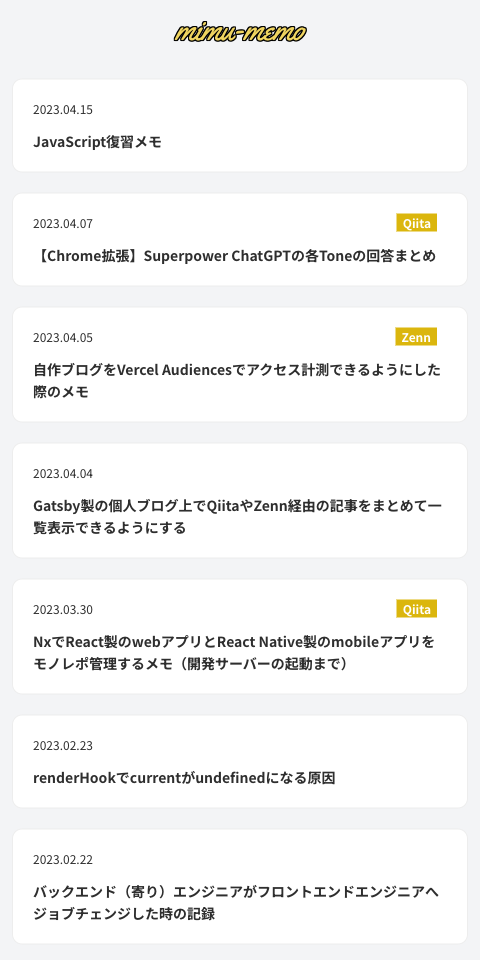 mimu-memo
2023.04.15
JavaScript復習メモ
2023.04.07
Qiita
【Chrome拡張】Superpower ChatGPTの各Toneの回答まとめ
2023.04.05
Zenn
自作ブログをVercel Audiencesでアクセス計測できるようにした
際のメモ
2023.04.04
Gatsby製の個人ブログ上でQiitaやZenn経由の記事をまとめて一
覧表示できるようにする
2023.03.30
Qiita
NxでReact製のwebアプリとReact Native製のmobileアプリを
モノレポ管理するメモ（開発サーバーの起動まで）
2023.02.23
renderHookでcurrentがundefinedになる原因
2023.02.22
バックエンド（寄り）エンジニアがフロントエンドエンジニアへ
ジョブチェンジした時の記録